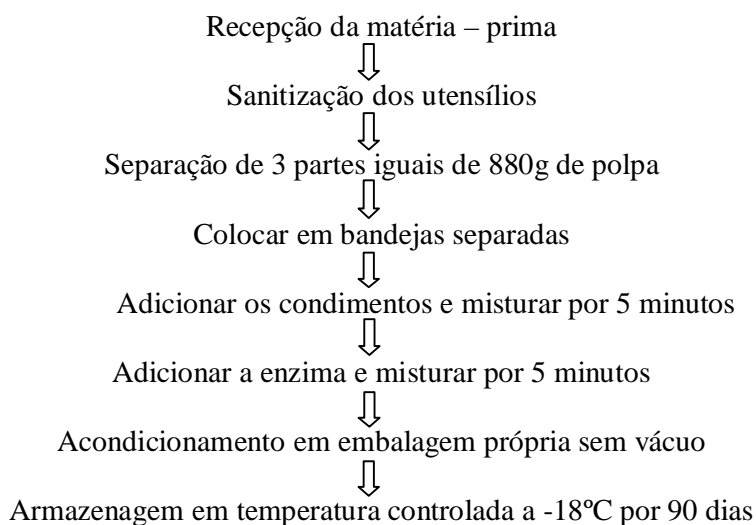 Recepção da matéria – prima
Sanitização dos utensílios
Separação de 3 partes iguais de 880g de polpa
Colocar em bandejas separadas
Adicionar os condimentos e misturar por 5 minutos
Adicionar a enzima e misturar por 5 minutos
Acondicionamento em embalagem própria sem vácuo
Armazenagem em temperatura controlada a -18ºC por 90 dias